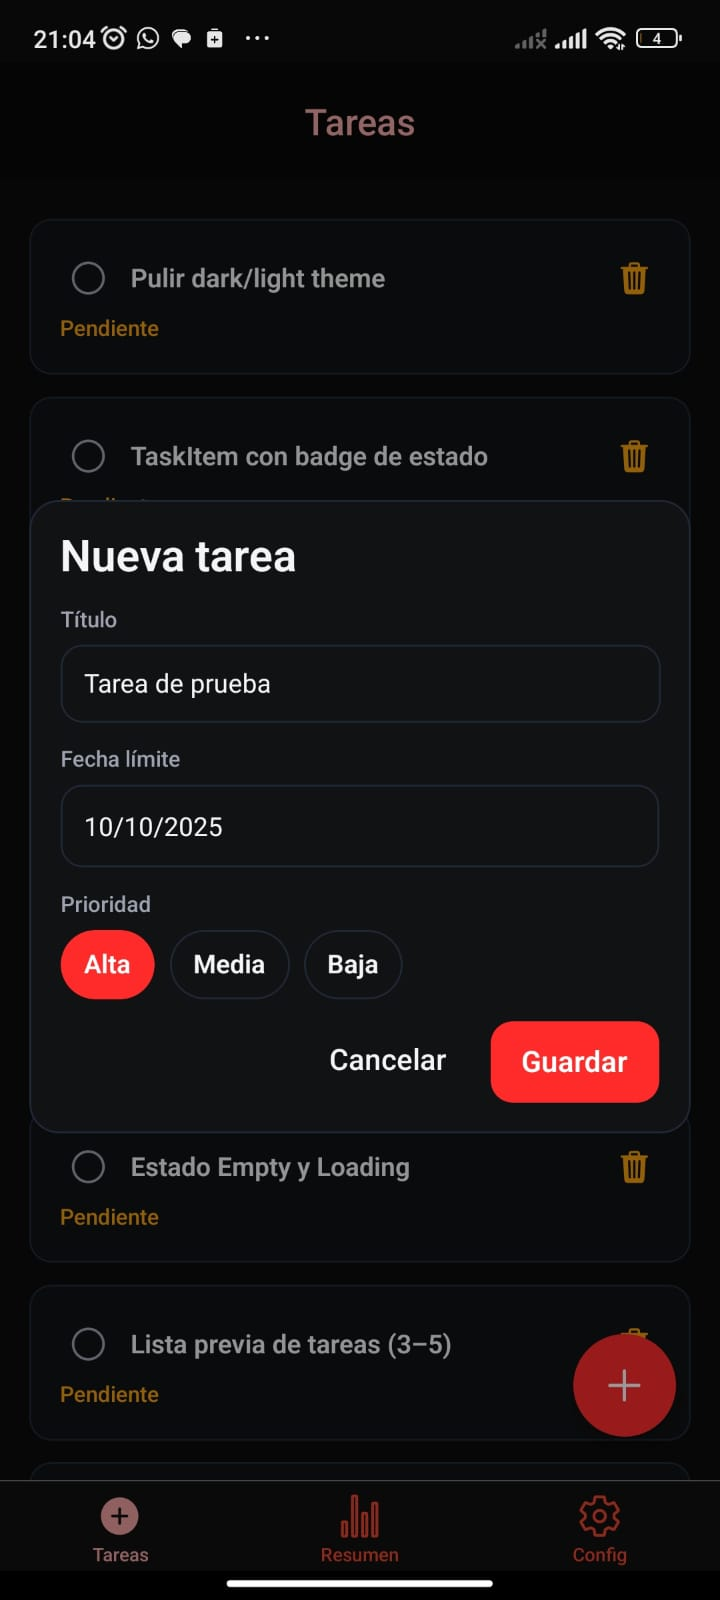 21:04
4
Tareas
Pulir dark/light theme
Pendiente
TaskItem con badge de estado
Nueva tarea
Título
Tarea de prueba
Fecha límite
10/10/2025
Prioridad
Alta Media Baja
Cancelar Guardar
Estado Empty y Loading
Pendiente
Lista previa de tareas (3–5)
Pendiente
Tareas Resumen Config